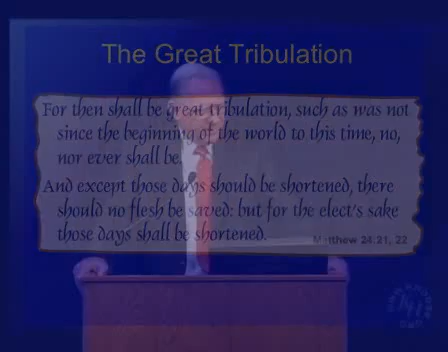 The Great Tribulation
For then shall be great tribulation, such as was not
since the beginning of the world to this time, no,
nor ever shall be.
And except those days should be shortened, there
should no flesh be saved: but for the elect's sake
those days shall be shortened.
Matthew 24:21, 22